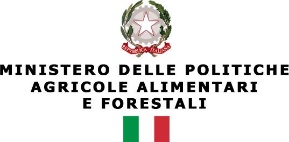 MINISTERO DELLE POLITICHE
AGRICOLE ALIMENTARI
E FORESTALI